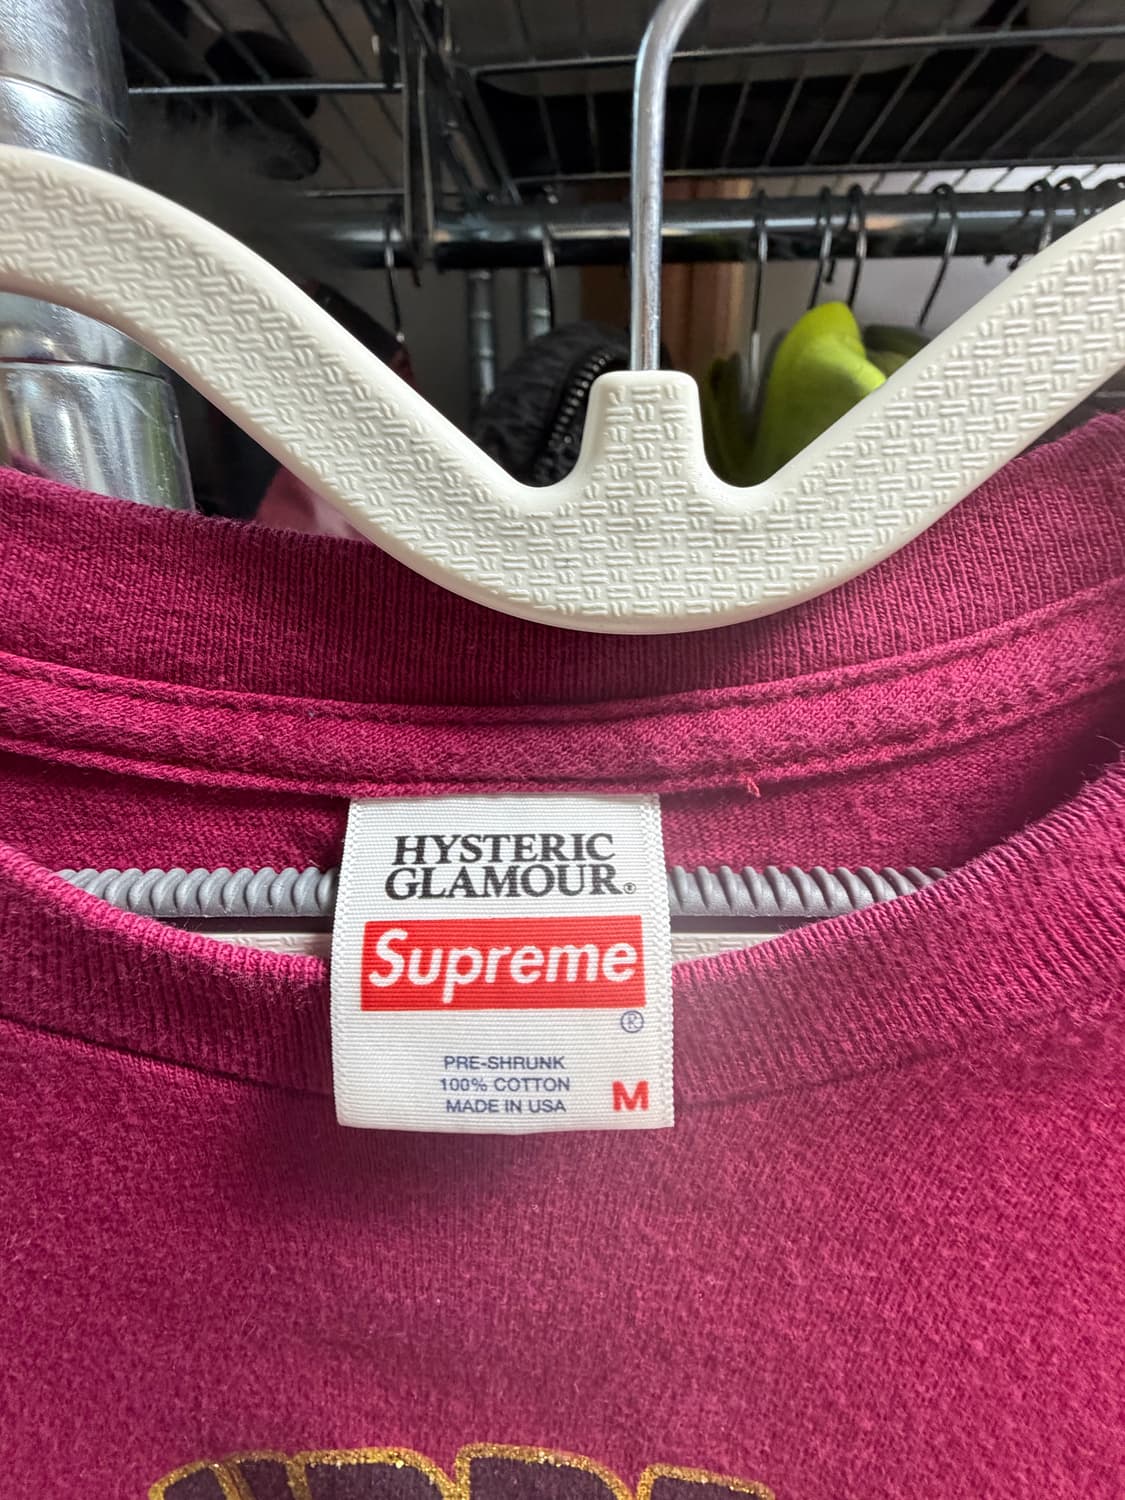 HYSTERIC
GLAMOUR®
Supreme
®
PRE-SHRUNK
100% COTTON
MADE IN USA
M